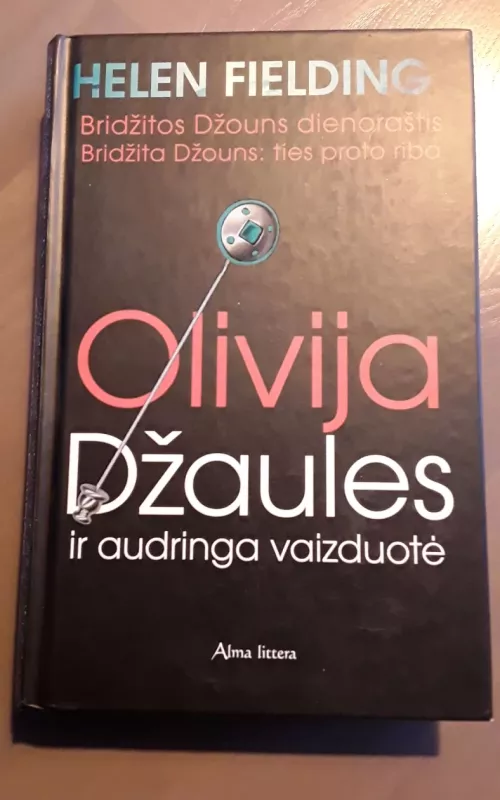 HELEN FIELDING
Bridžitos Džouns dienoraštis
Bridžita Džouns: ties proto riba
Olivija
Džaules
ir audringa vaizduotė
Alma littera